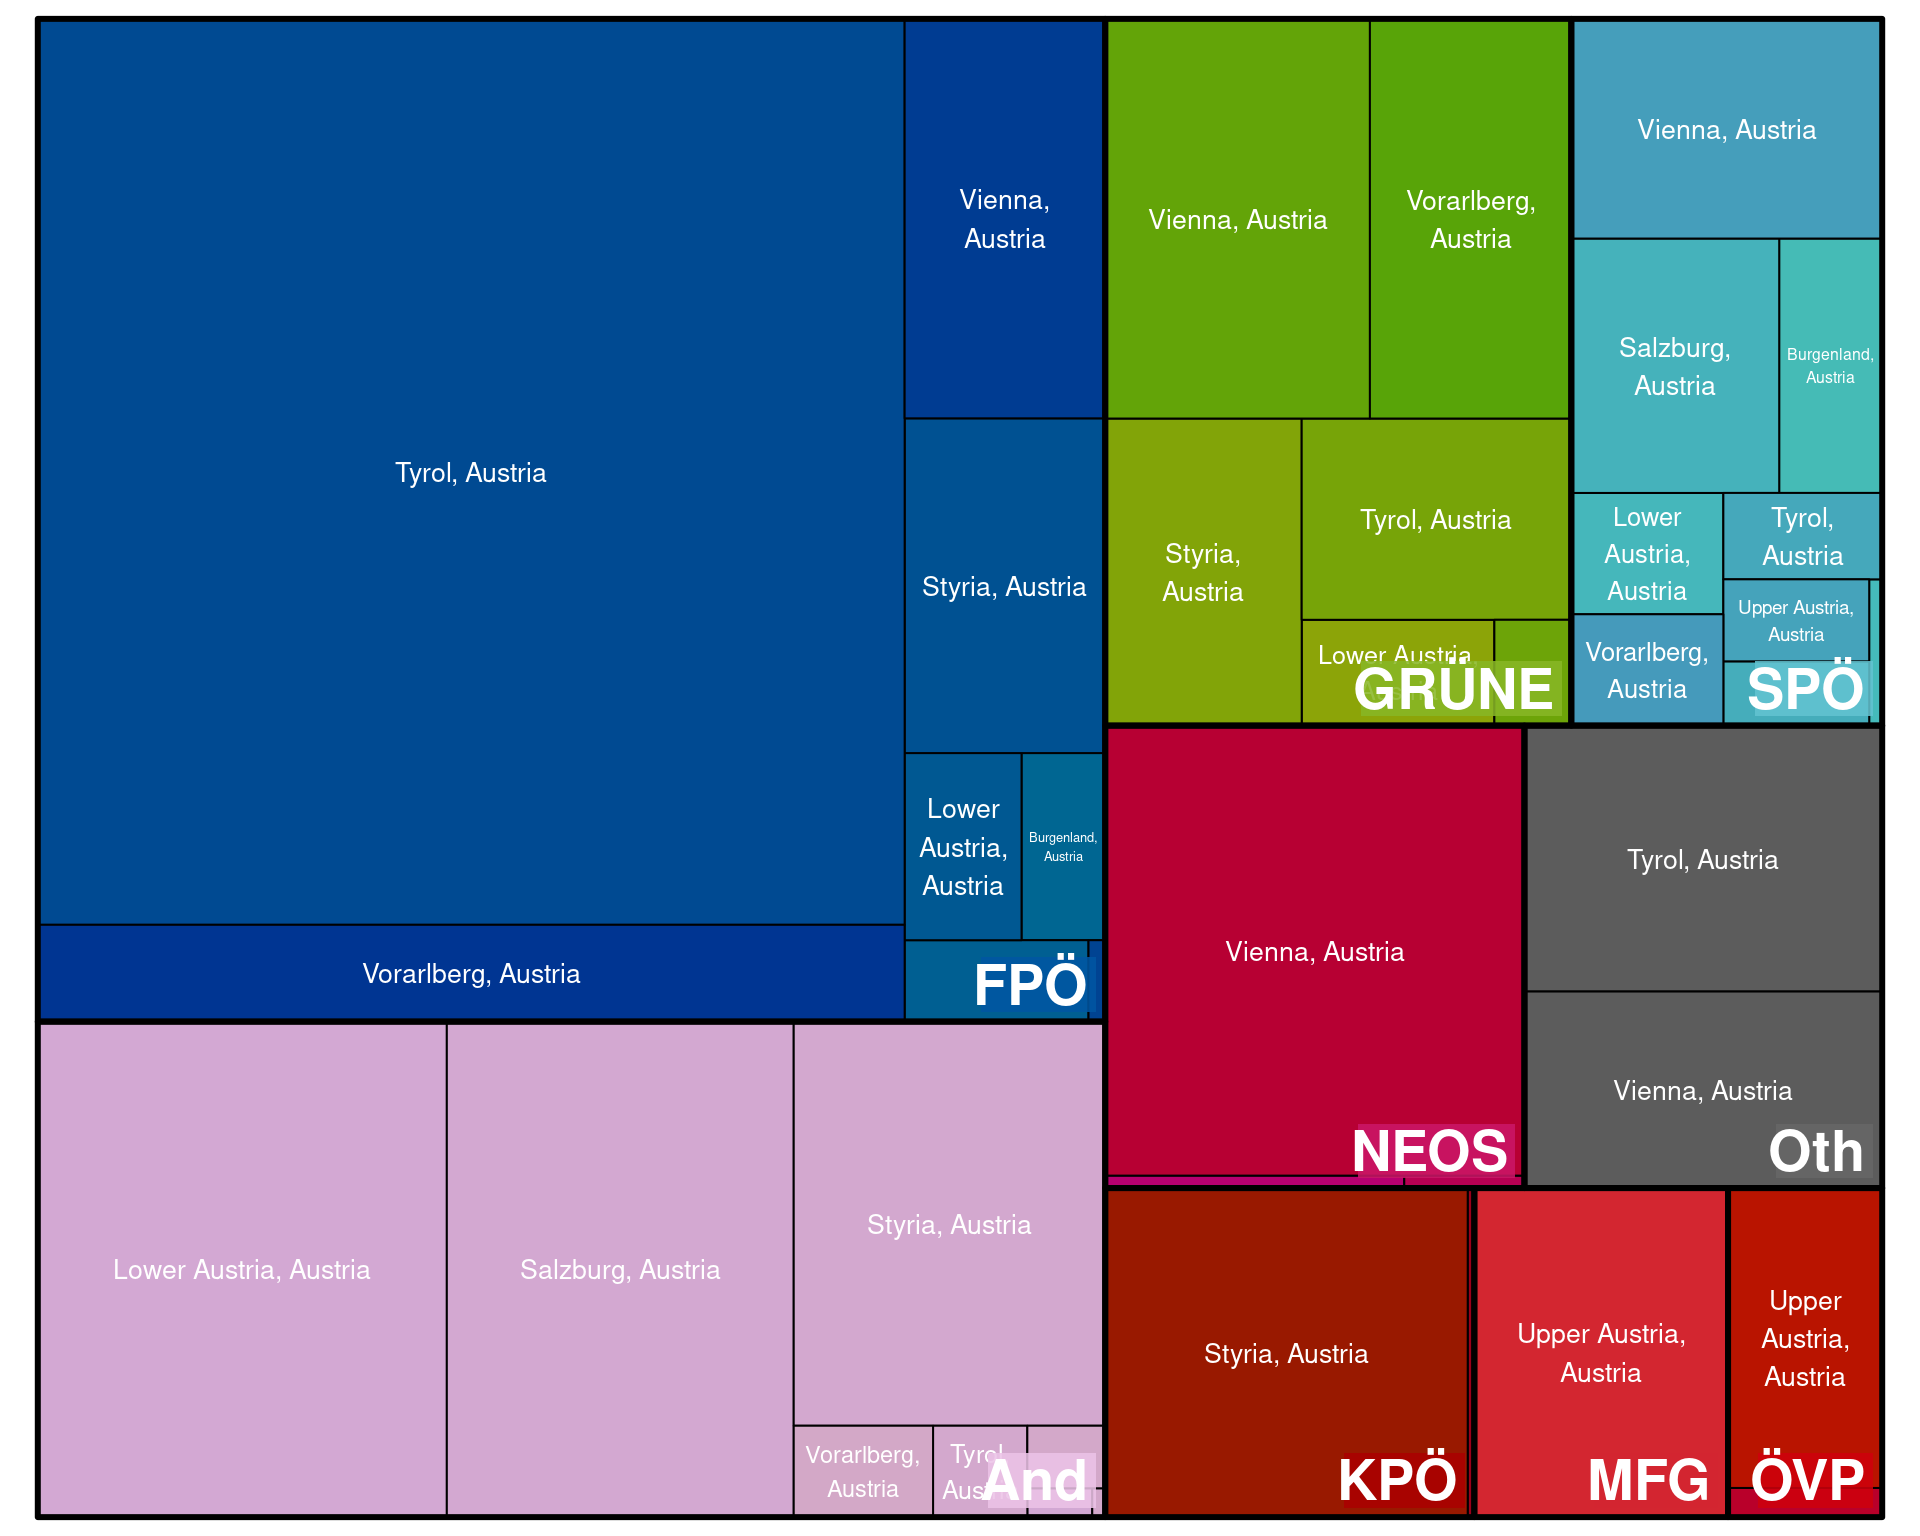 Tyrol, Austria
Vienna,
Austria
Styria, Austria
Lower
Austria,
Austria
Burgenland,
Austria
Vorarlberg, Austria
FPÖ
Vienna, Austria
Vorarlberg,
Austria
Styria,
Austria
Tyrol, Austria
Lower Austria,
GRÜNE
Vienna, Austria
Salzburg,
Austria
Burgenland,
Austria
Lower
Austria,
Austria
Tyrol,
Austria
Upper Austria,
Austria
Vorarlberg,
Austria
SPÖ
Lower Austria, Austria
Salzburg, Austria
Styria, Austria
Vorarlberg,
Austria
Tyrol
And
Vienna, Austria
NEOS
Tyrol, Austria
Vienna, Austria
Oth
Styria, Austria
KPÖ
Upper Austria,
Austria
MFG
Upper
Austria,
Austria
ÖVP